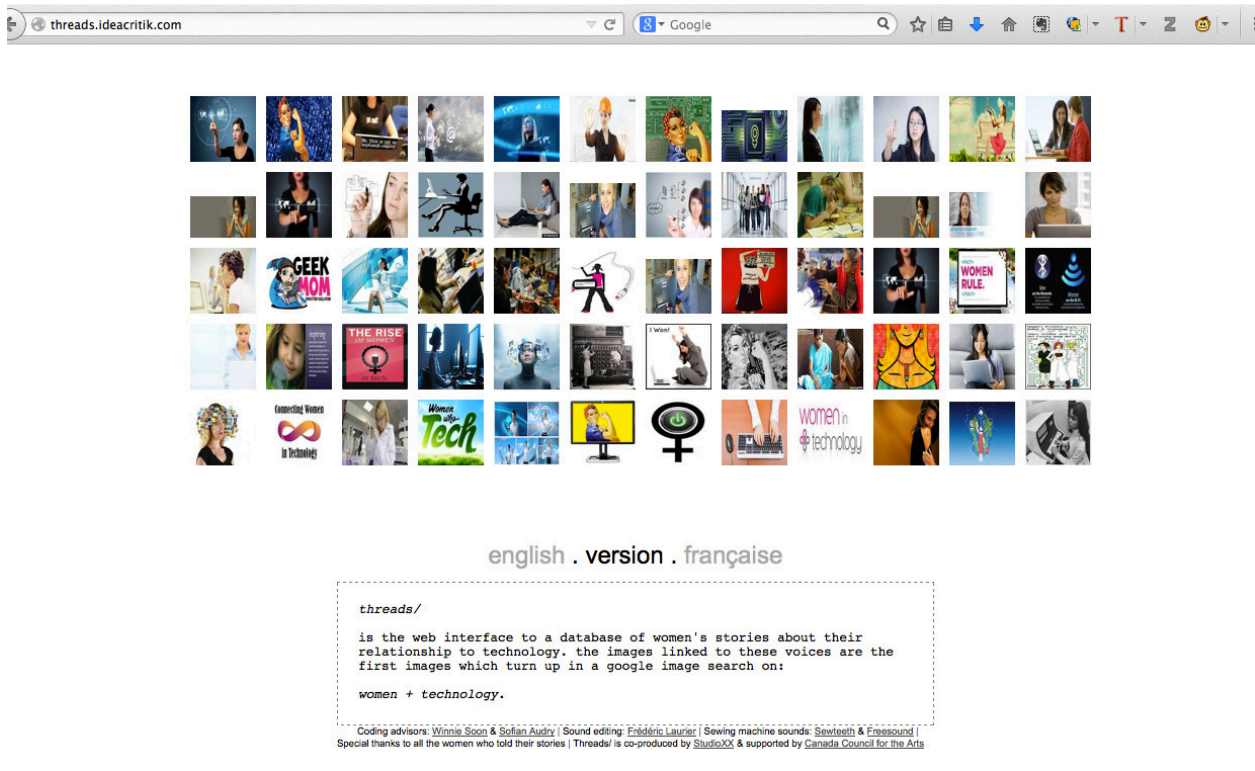 threads.ideacritik.com
Google
GEEK
MOM
WOMEN
RULE.
THE RISE
OF WOMEN
in tech
I Won!
Connecting Women
in Technology
Women
who
Tech
women in
technology
english . version . française
threads/
is the web interface to a database of women's stories about their
relationship to technology. the images linked to these voices are the
first images which turn up in a google image search on:
women + technology.
Coding advisors: Winnie Soon & Sofian Audry | Sound editing: Frédéric Laurier | Sewing machine sounds: Sewteeth & Freesound |
Special thanks to all the women who told their stories | Threads/ is co-produced by StudioXX & supported by Canada Council for the Arts